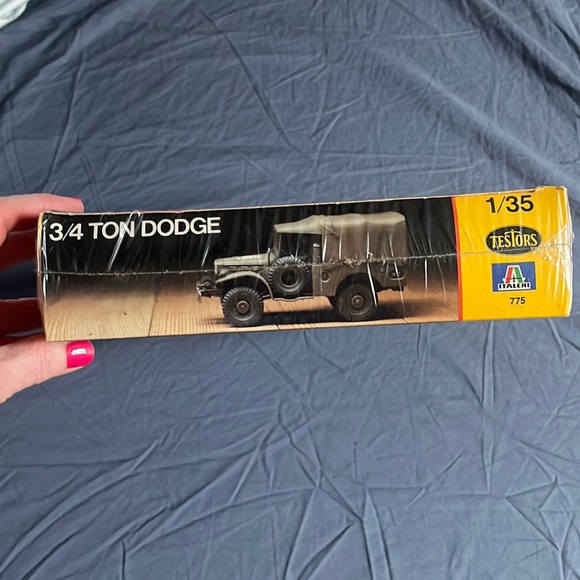 3/4 TON DODGE
1/35
TESTORS
ITALERI
775